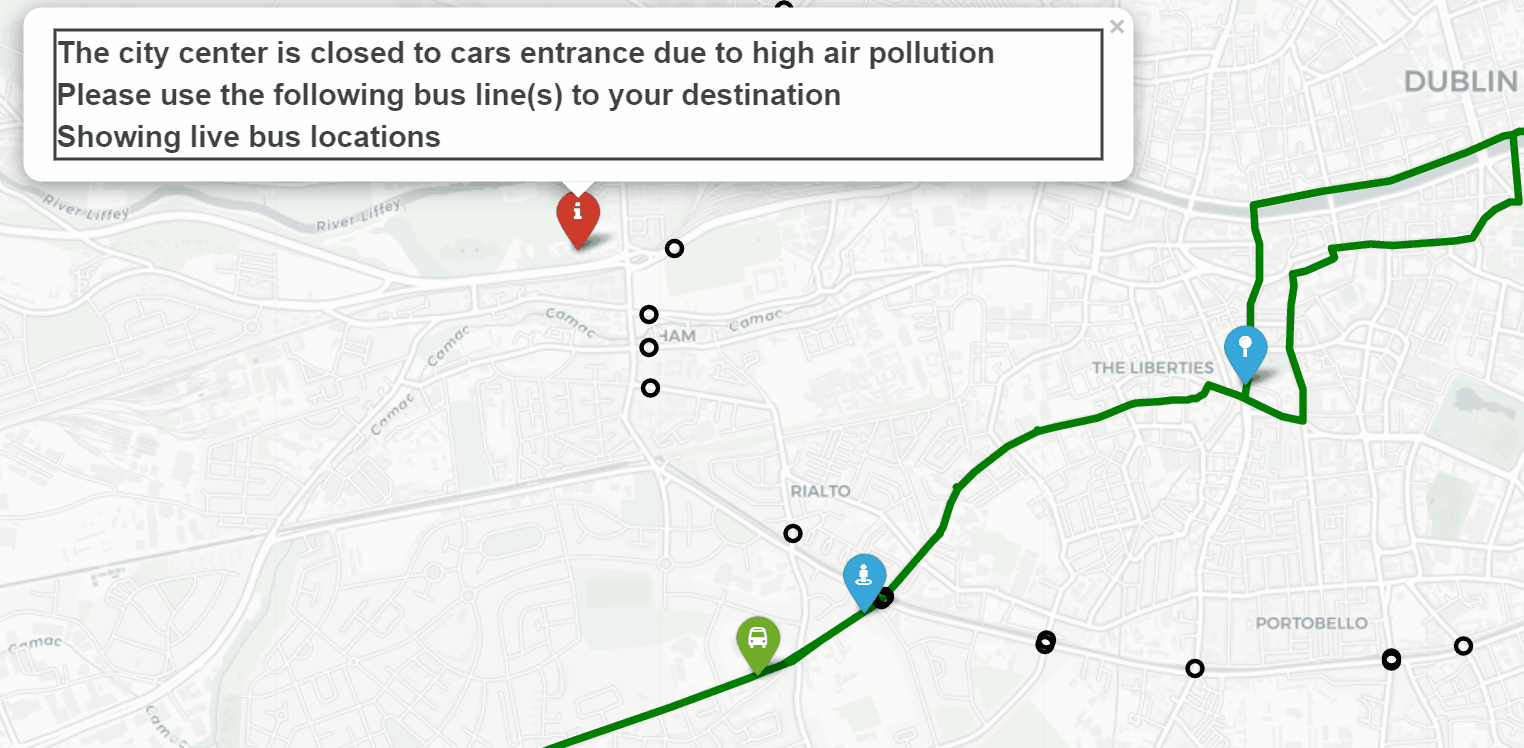 The city center is closed to cars entrance due to high air pollution
Please use the following bus line(s) to your destination
Showing live bus locations
×
DUBLIN
River Liffey
River Liffey
Camac
Camac
HAM
Camac
THE LIBERTIES
Camac
RIALTO
PORTOBELLO
Camac
Camac